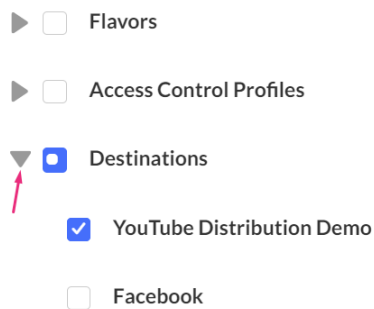 Flavors
Access Control Profiles
Destinations
YouTube Distribution Demo
Facebook